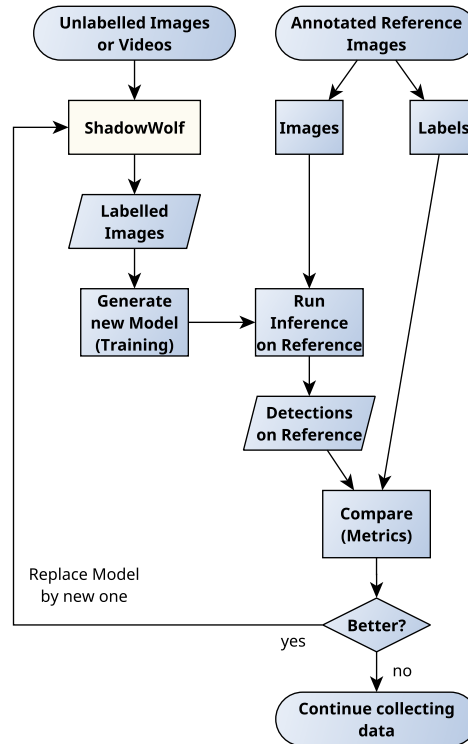 Unlabelled Images
or Videos
Annotated Reference
Images
ShadowWolf
Images
Labels
Labelled
Images
Generate
new Model
(Training)
Run
Inference
on Reference
Detections
on Reference
Compare
(Metrics)
Replace Model
by new one
Better?
yes
no
Continue collecting
data